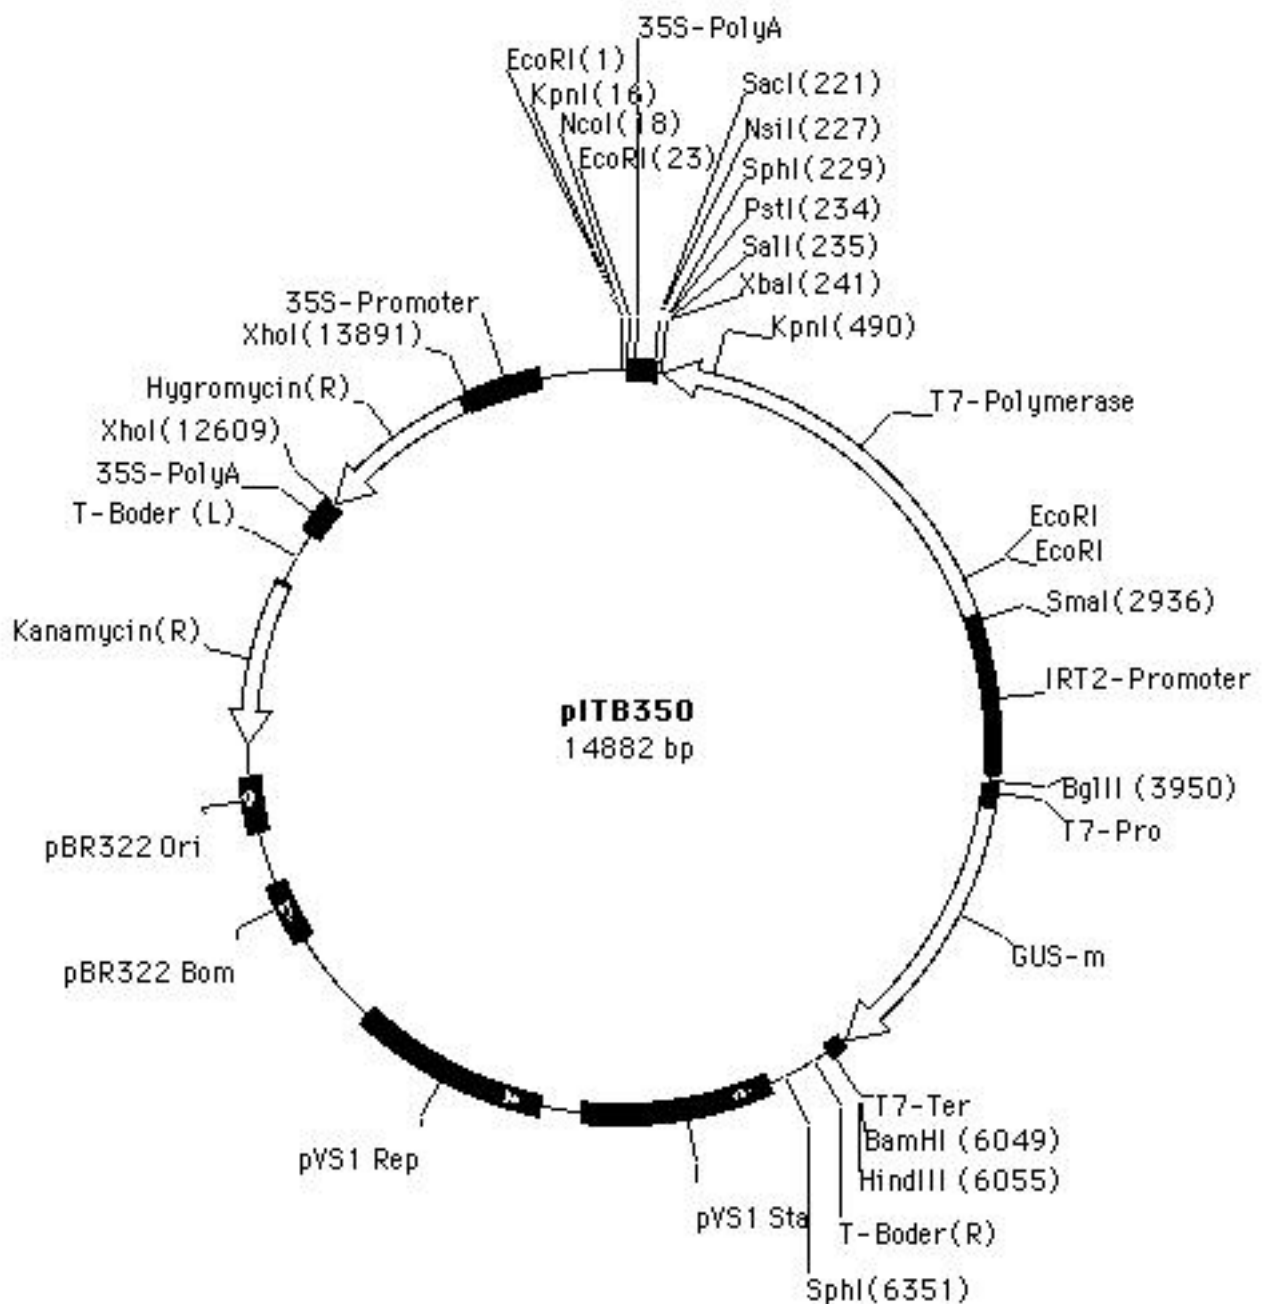 35S-PolyA
EcoRI(1)
KpnI(16)
NcoI(18)
EcoRI(23)
SacI(221)
NsiI(227)
SphI(229)
PstI(234)
SalI(235)
XbaI(241)
KpnI(490)
35S-Promoter
XhoI(13891)
Hygromycin(R)
XhoI(12609)
35S-PolyA
T-Boder (L)
T7-Polymerase
EcoRI
EcoRI
SmaI(2936)
Kanamycin(R)
IRT2-Promoter
pITB350
14882 bp
BglII (3950)
T7-Pro
pBR322 Ori
GUS-m
pBR322 Bom
T7-Ter
BamHI (6049)
HindIII (6055)
pVS1 Rep
pVS1 Sta
T-Boder(R)
SphI(6351)